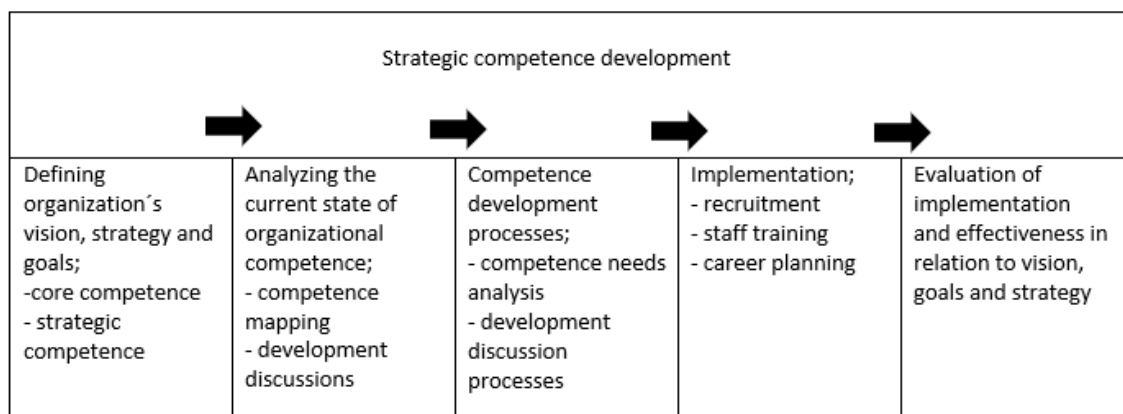 Strategic competence development
Defining
organization´s
vision, strategy and
goals;
-core competence
- strategic
competence
Analyzing the
current state of
organizational
competence;
- competence
mapping
- development
discussions
Competence
development
processes;
- competence needs
analysis
- development
discussion
processes
Implementation;
- recruitment
- staff training
- career planning
Evaluation of
implementation
and effectiveness in
relation to vision,
goals and strategy